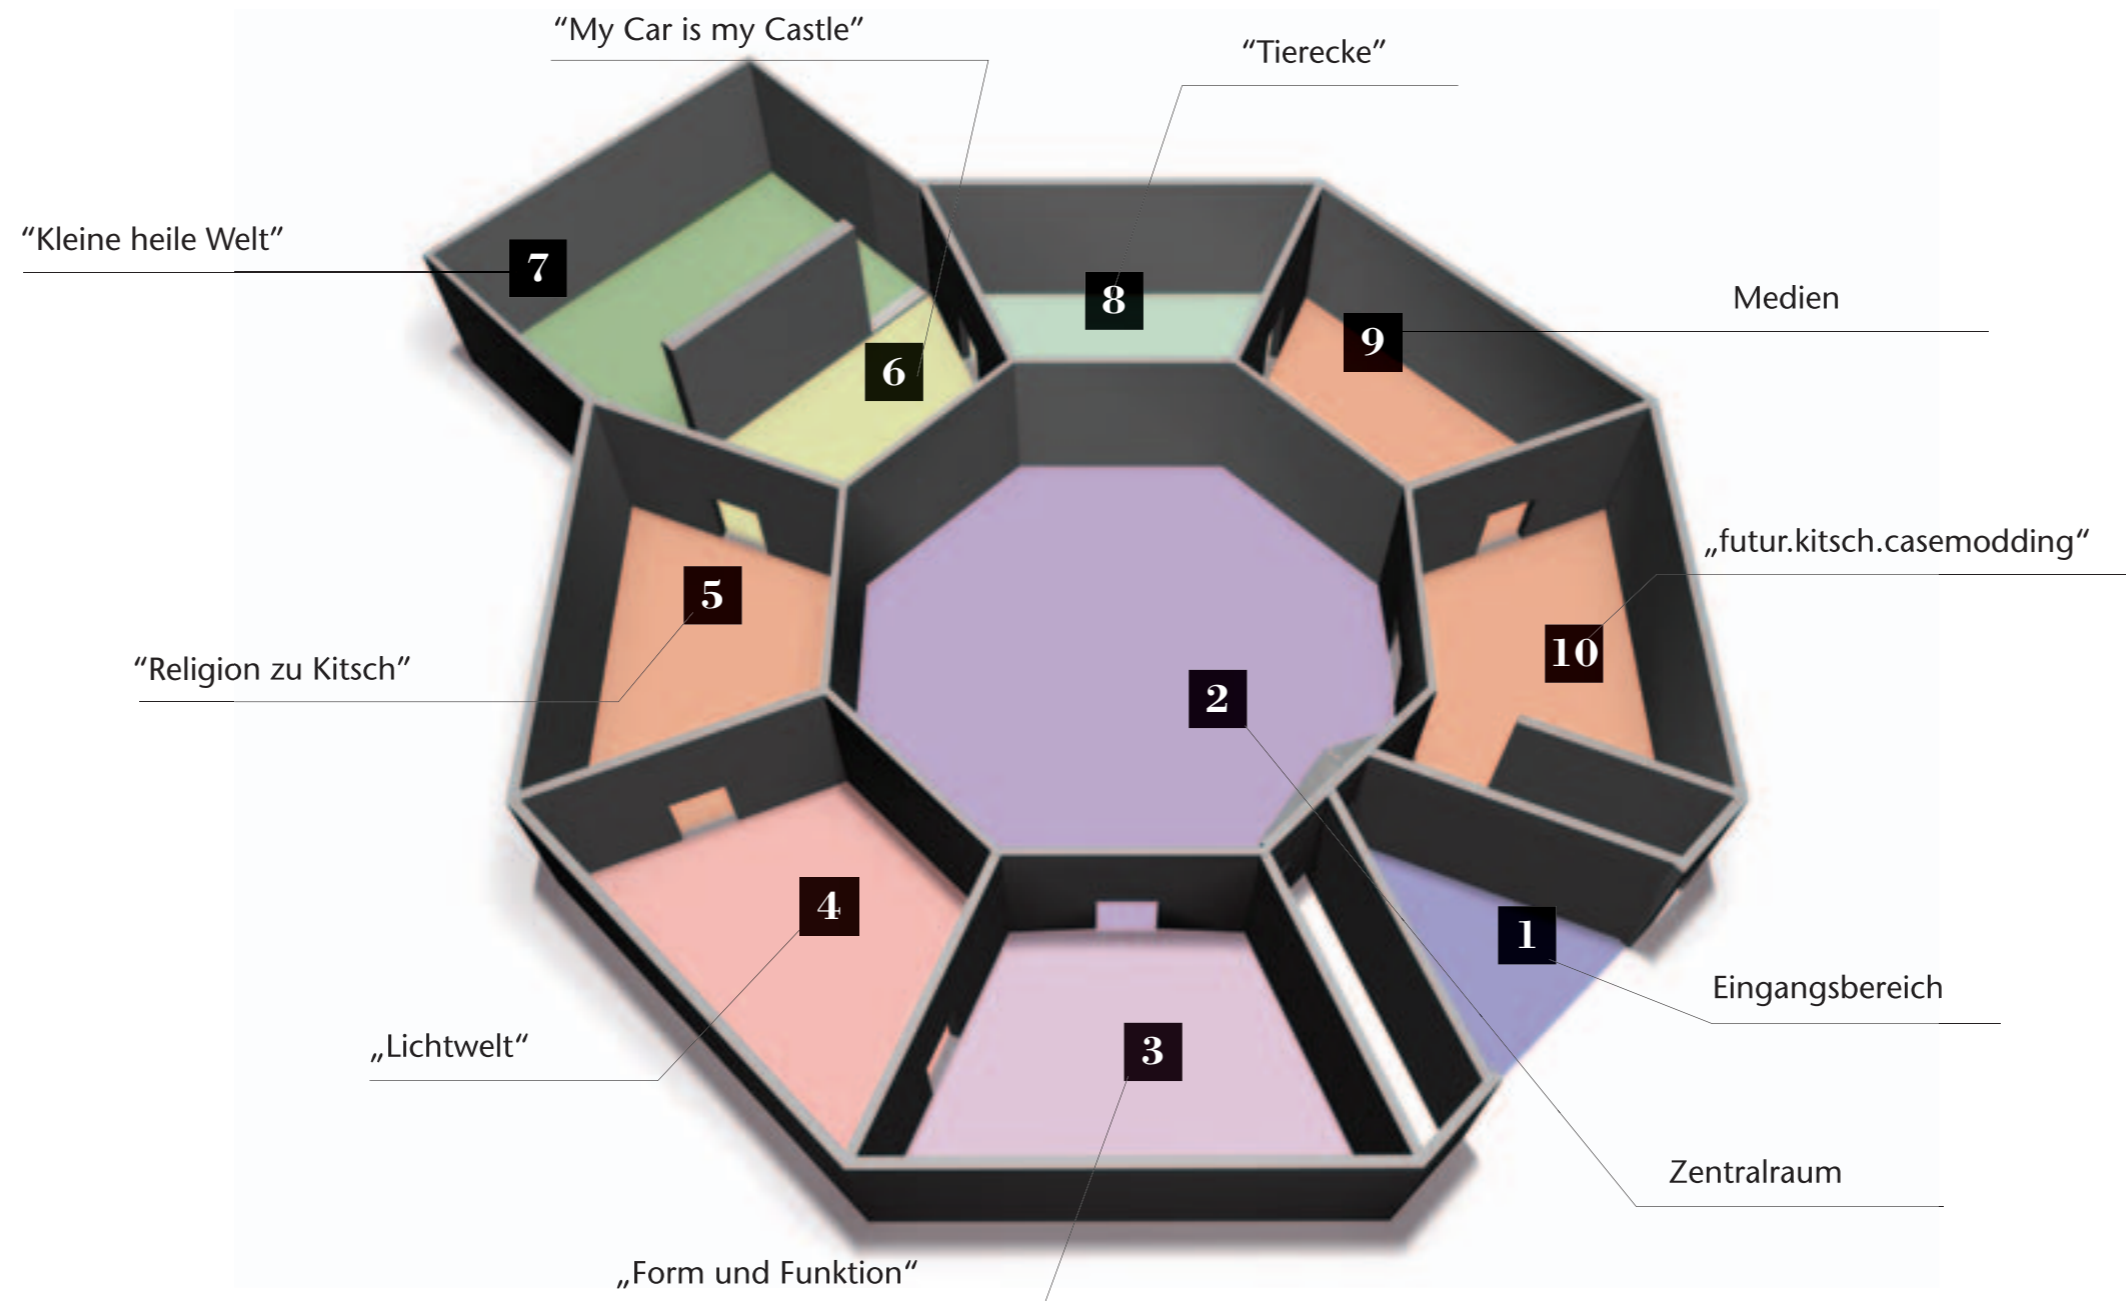 “My Car is my Castle”
“Tierecke”
“Kleine heile Welt”
7
8
Medien
9
6
„futur.kitsch.casemodding“
5
10
“Religion zu Kitsch”
2
4
1
Eingangsbereich
„Lichtwelt“
3
Zentralraum
„Form und Funktion“